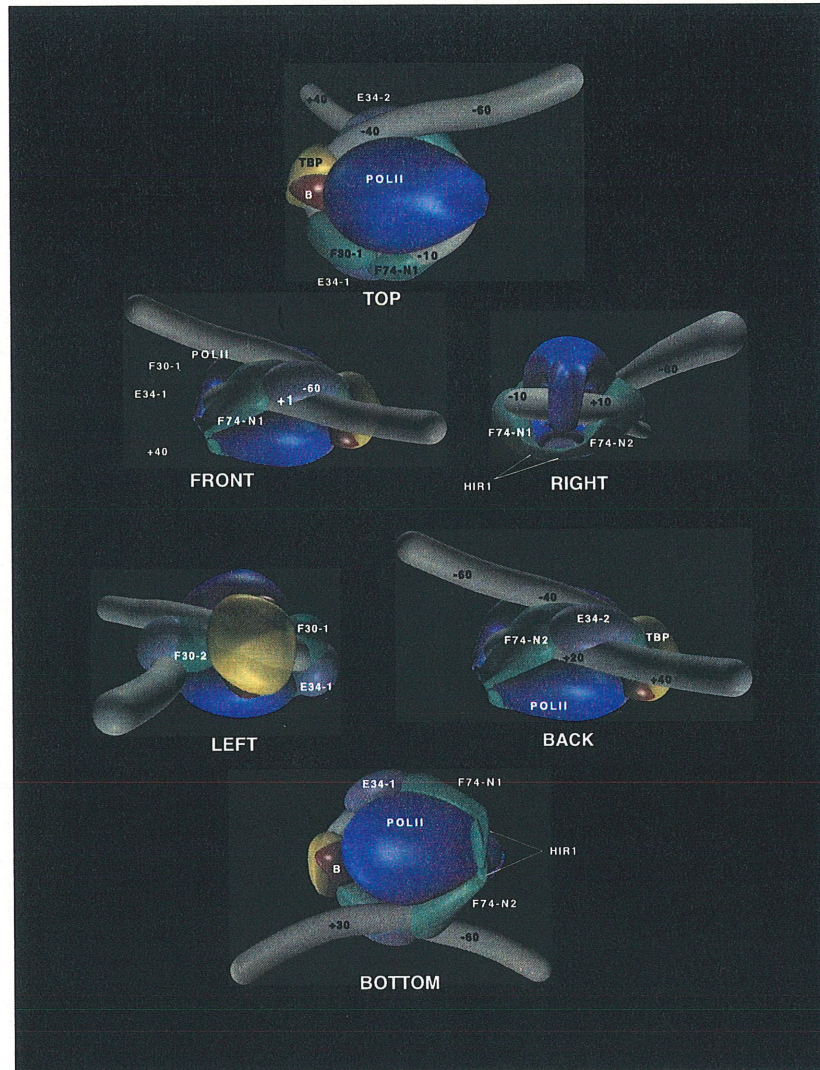 +40
E34-2
-60
-40
TBP
POLII
B
F30-1
-10
F74-N1
E34-1
TOP
POLII
F30-1
E34-1
-60
+1
F74-N1
+40
FRONT
-60
-10
+10
F74-N1
F74-N2
HIR1
RIGHT
F30-1
F30-2
E34-1
LEFT
-60
-40
E34-2
F74-N2
TBP
+20
+40
POLII
BACK
E34-1
F74-N1
POLII
HIR1
B
F74-N2
+30
-60
BOTTOM